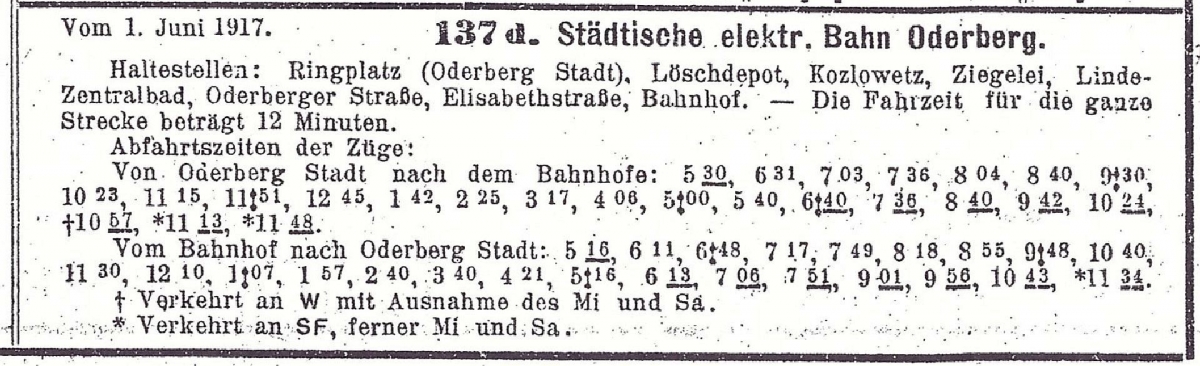 Vom 1. Juni 1917. 137 d. Städtische elektr. Bahn Oderberg.
Haltestellen: Ringplatz (Oderberg Stadt), Löschdepot, Kozlowetz, Ziegelei, Linde-
Zentralbad, Oderberger Straße, Elisabethstraße, Bahnhof. — Die Fahrzeit für die ganze
Strecke beträgt 12 Minuten.
Abfahrtszeiten der Züge:
Von Oderberg Stadt nach dem Bahnhofe: 5 30, 6 31, 7 03, 7 36, 8 04, 8 40, 9†30,
10 23, 11 15, 11†51, 12 45, 1 42, 2 25, 3 17, 4 06, 5†00, 5 40, 6†40, 7 36, 8 40, 9 42, 10 24,
†10 57, *11 13, *11 48.
Vom Bahnhof nach Oderberg Stadt: 5 16, 6 11, 6†48, 7 17, 7 49, 8 18, 8 55, 9†48, 10 40,
11 30, 12 10, 1†07, 1 57, 2 40, 3 40, 4 21, 5†16, 6 13, 7 06, 7 51, 9 01, 9 56, 10 43, *11 34.
† Verkehrt an W mit Ausnahme des Mi und Sa.
* Verkehrt an SF, ferner Mi und Sa.